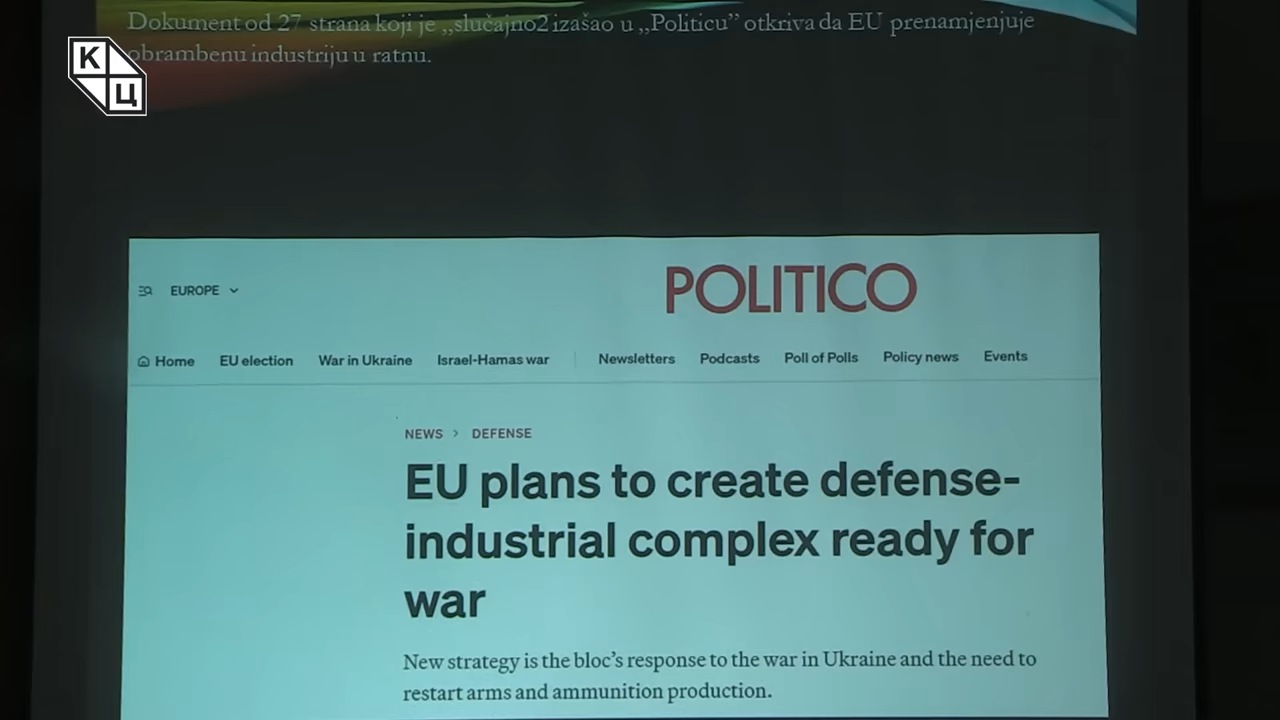 Dokument od 27 strana koji je „slučajno2 izašao u „Politicu” otkriva da EU prenamjenjuje
obrambenu industriju u ratnu.
К
Ц
POLITICO
EUROPE
Home EU election War in Ukraine Israel-Hamas war Newsletters Podcasts Poll of Polls Policy news Events
NEWS > DEFENSE
EU plans to create defense-
industrial complex ready for
war
New strategy is the bloc’s response to the war in Ukraine and the need to
restart arms and ammunition production.